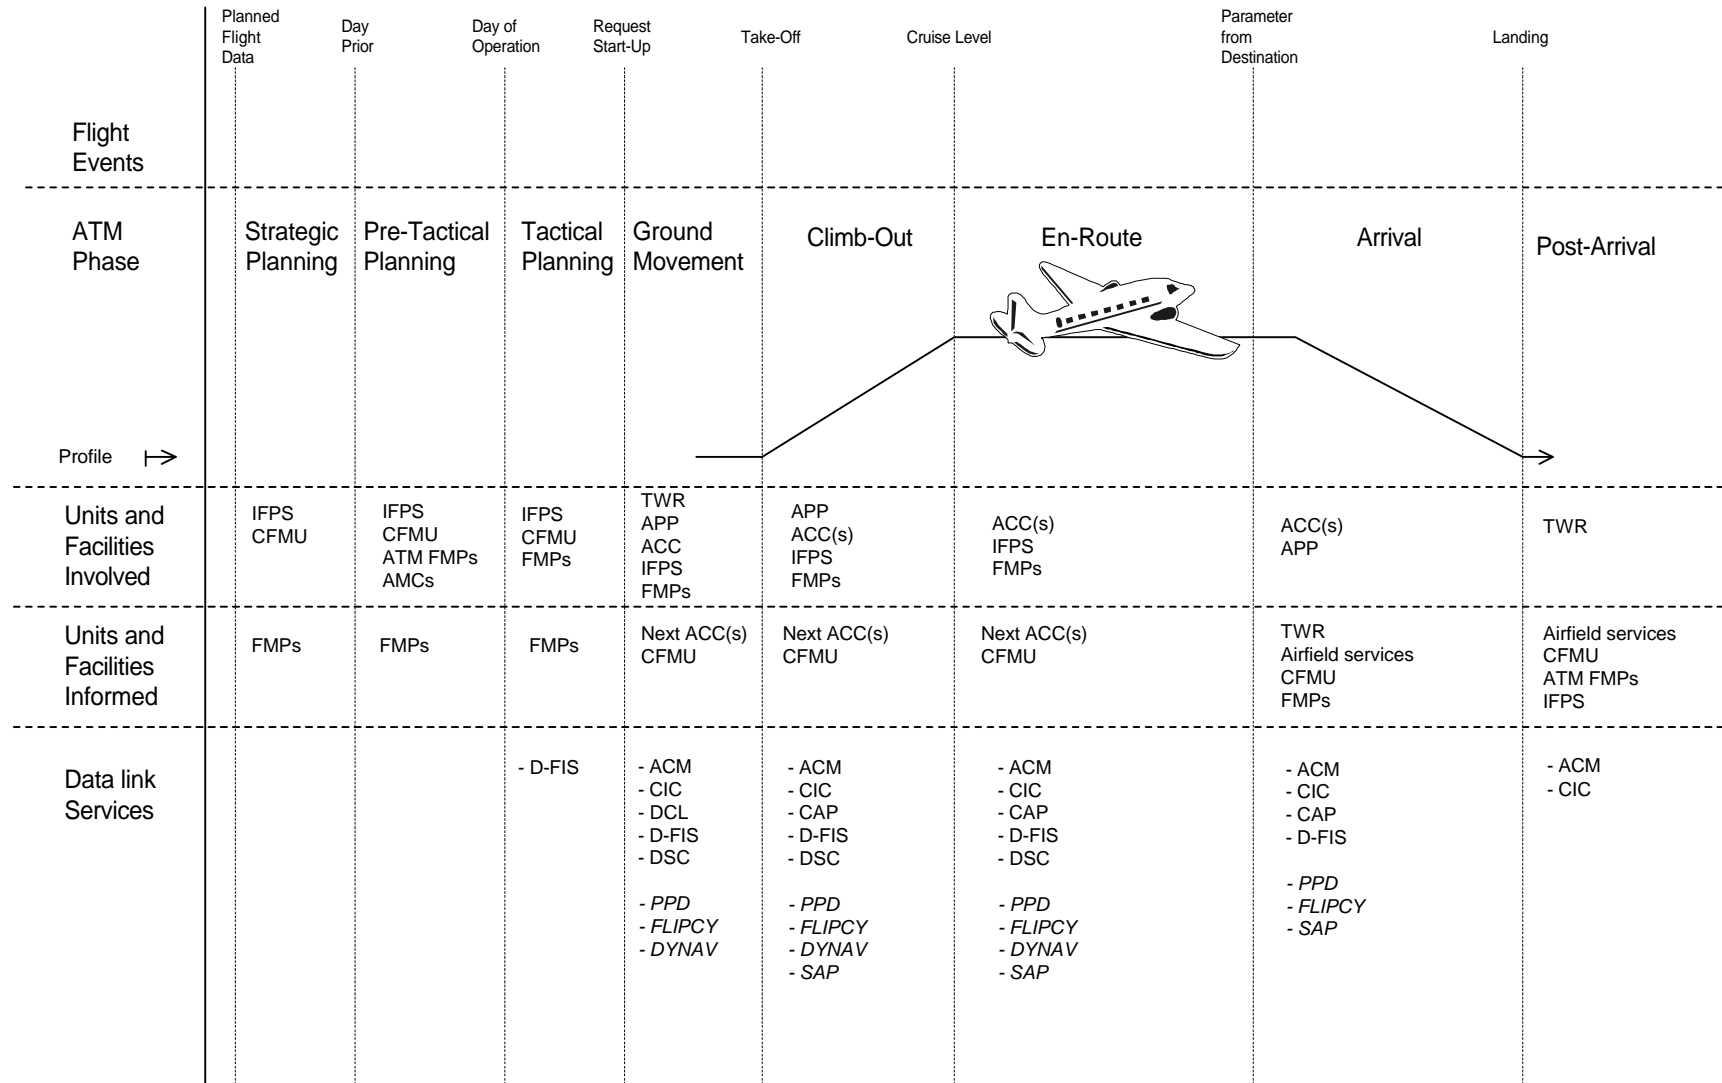 Planned
Flight
Data
Day
Prior
Day of
Operation
Request
Start-Up
Take-Off
Cruise Level
Parameter
from
Destination
Landing
Flight
Events
ATM
Phase
Strategic
Planning
Pre-Tactical
Planning
Tactical
Planning
Ground
Movement
Climb-Out
En-Route
Arrival
Post-Arrival
Profile
Units and
Facilities
Involved
IFPS
CFMU
IFPS
CFMU
ATM FMPs
AMCs
IFPS
CFMU
FMPs
TWR
APP
ACC
IFPS
FMPs
APP
ACC(s)
IFPS
FMPs
ACC(s)
IFPS
FMPs
ACC(s)
APP
TWR
Units and
Facilities
Informed
FMPs
FMPs
FMPs
Next ACC(s)
CFMU
Next ACC(s)
CFMU
Next ACC(s)
CFMU
TWR
Airfield services
CFMU
FMPs
Airfield services
CFMU
ATM FMPs
IFPS
Data link
Services
- D-FIS
- ACM
- CIC
- DCL
- D-FIS
- DSC
- PPD
- FLIPCY
- DYNAV
- ACM
- CIC
- CAP
- D-FIS
- DSC
- PPD
- FLIPCY
- DYNAV
- SAP
- ACM
- CIC
- CAP
- D-FIS
- DSC
- PPD
- FLIPCY
- DYNAV
- SAP
- ACM
- CIC
- CAP
- D-FIS
- PPD
- FLIPCY
- SAP
- ACM
- CIC